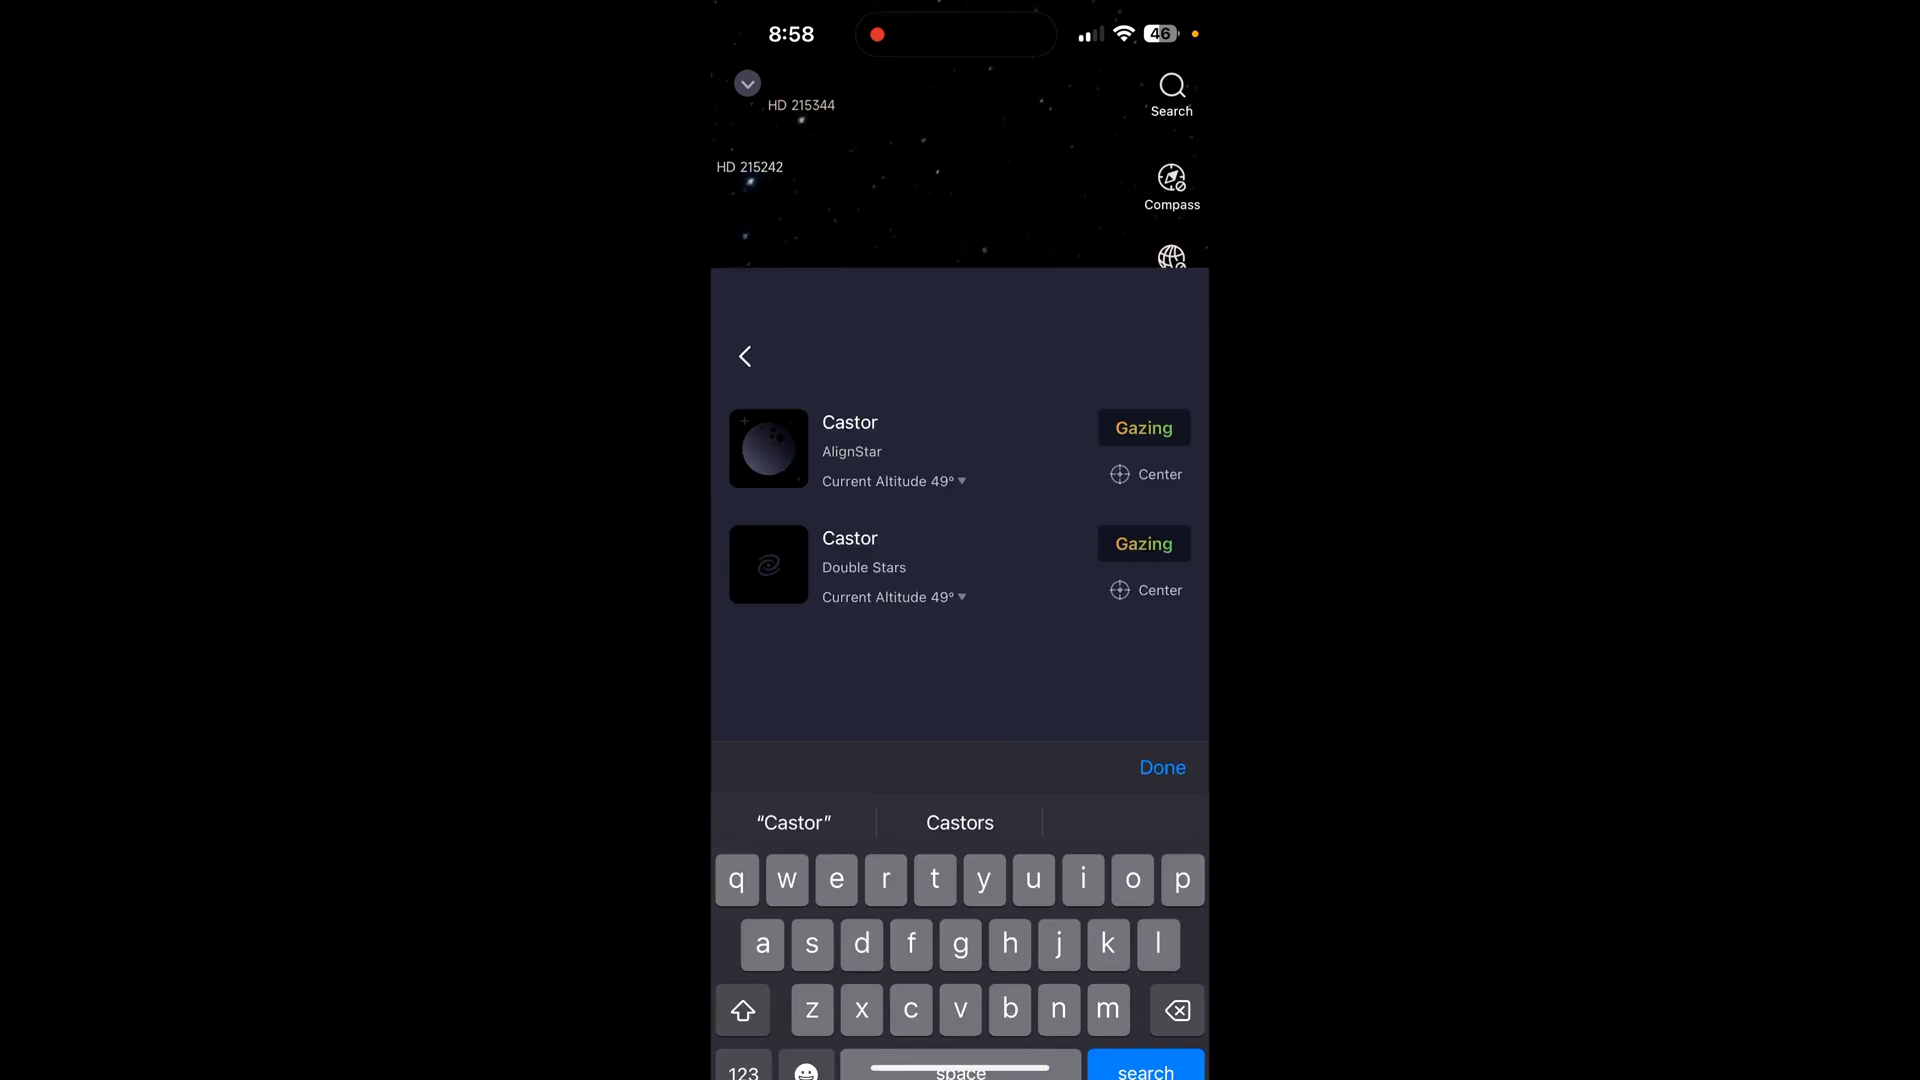 8:58
46
HD 215344
Search
HD 215242
Compass
Castor
Gazing
AlignStar
Center
Current Altitude 49°
Castor
Gazing
Double Stars
Center
Current Altitude 49°
Done
“Castor”
Castors
q w e r t y u i o p
a s d f g h j k l
z x c v b n m
123
space
search